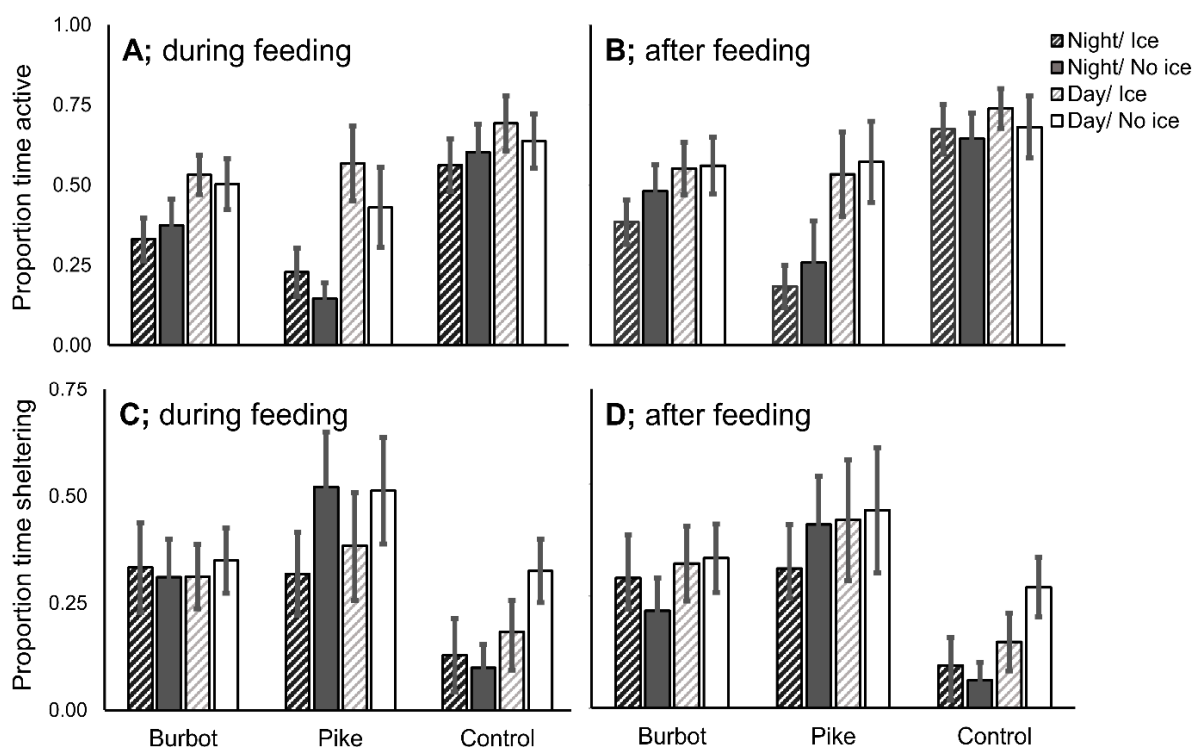 1.00
0.75
0.50
0.25
0.00
Proportion time active
A; during feeding
B; after feeding
Night/ Ice
Night/ No ice
Day/ Ice
Day/ No ice
0.75
0.50
0.25
0.00
Proportion time sheltering
C; during feeding
D; after feeding
Burbot Pike Control
Burbot Pike Control